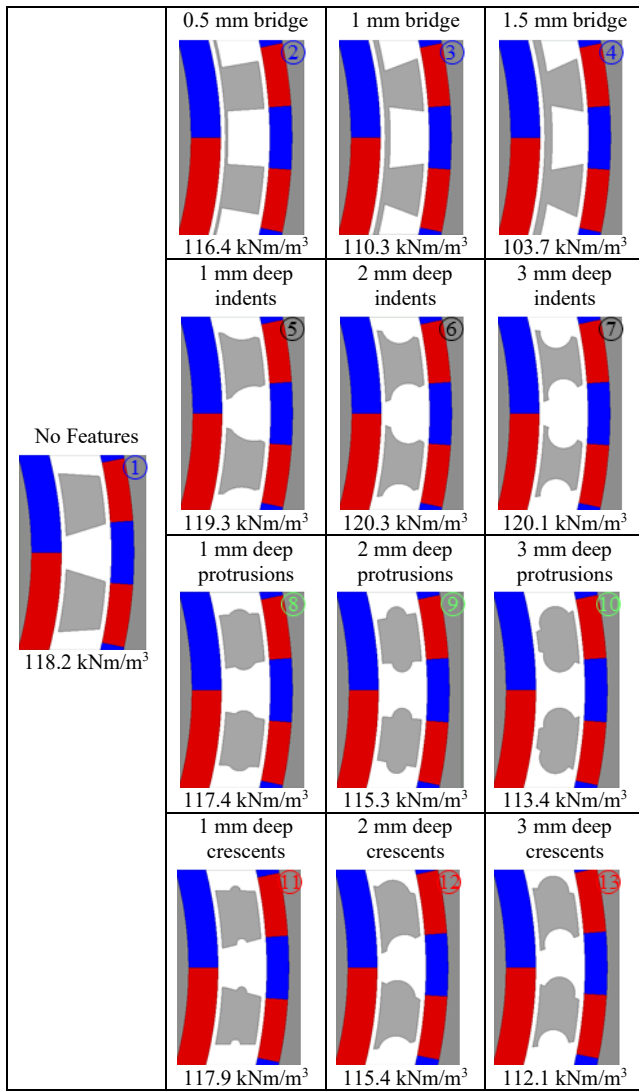 0.5 mm bridge
1 mm bridge
1.5 mm bridge
2
3
4
116.4 kNm/m³
110.3 kNm/m³
103.7 kNm/m³
1 mm deep
indents
2 mm deep
indents
3 mm deep
indents
5
6
7
119.3 kNm/m³
120.3 kNm/m³
120.1 kNm/m³
No Features
1
118.2 kNm/m³
1 mm deep
protrusions
2 mm deep
protrusions
3 mm deep
protrusions
8
9
10
117.4 kNm/m³
115.3 kNm/m³
113.4 kNm/m³
1 mm deep
crescents
2 mm deep
crescents
3 mm deep
crescents
11
12
13
117.9 kNm/m³
115.4 kNm/m³
112.1 kNm/m³